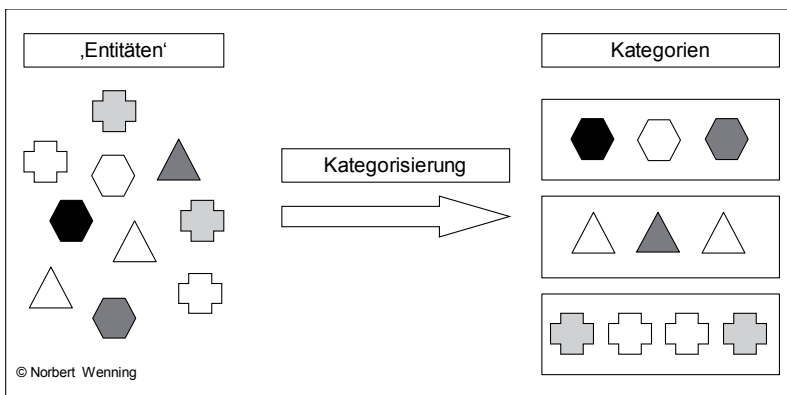 ‚Entitäten‘
Kategorien
Kategorisierung
© Norbert Wenning